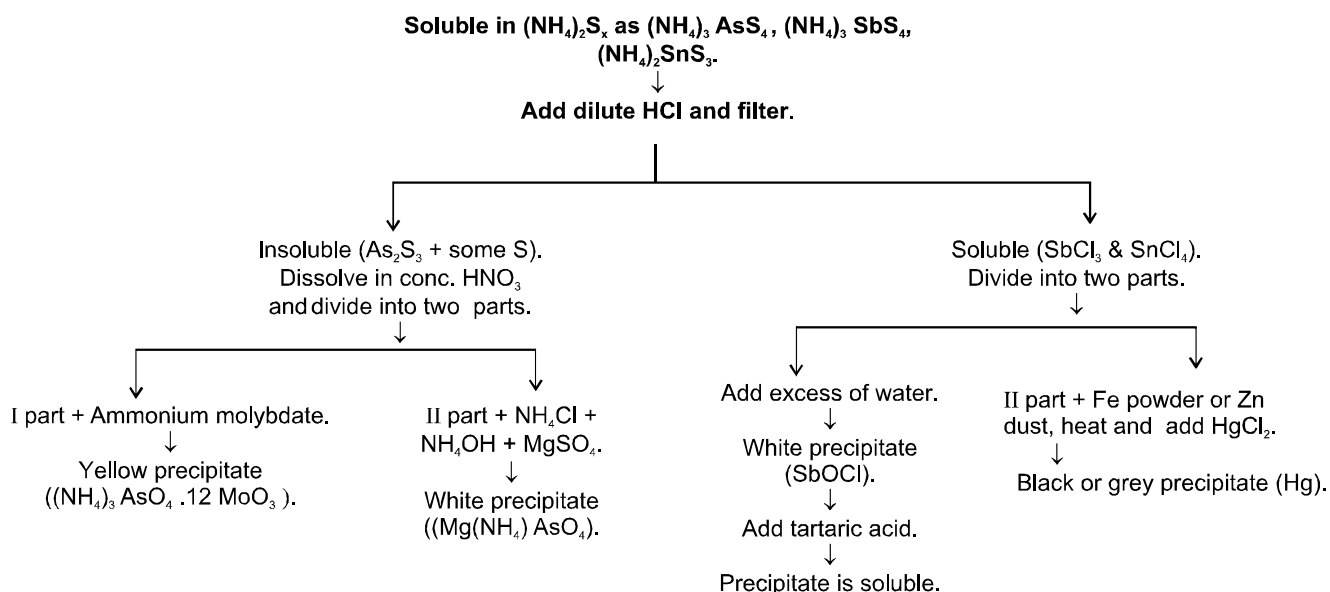 Soluble in (NH₄)₂Sₓ as (NH₄)₃ AsS₄ , (NH₄)₃ SbS₄,
(NH₄)₂SnS₃.
↓
Add dilute HCl and filter.
Insoluble (As₂S₃ + some S).
Dissolve in conc. HNO₃
and divide into two parts.
↓
I part + Ammonium molybdate.
↓
Yellow precipitate
((NH₄)₃ AsO₄ .12 MoO₃ ).
II part + NH₄Cl +
NH₄OH + MgSO₄.
↓
White precipitate
((Mg(NH₄) AsO₄).
Soluble (SbCl₃ & SnCl₄).
Divide into two parts.
↓
Add excess of water.
↓
White precipitate
(SbOCl).
↓
Add tartaric acid.
↓
Precipitate is soluble.
II part + Fe powder or Zn
dust, heat and add HgCl₂.
↓
Black or grey precipitate (Hg).